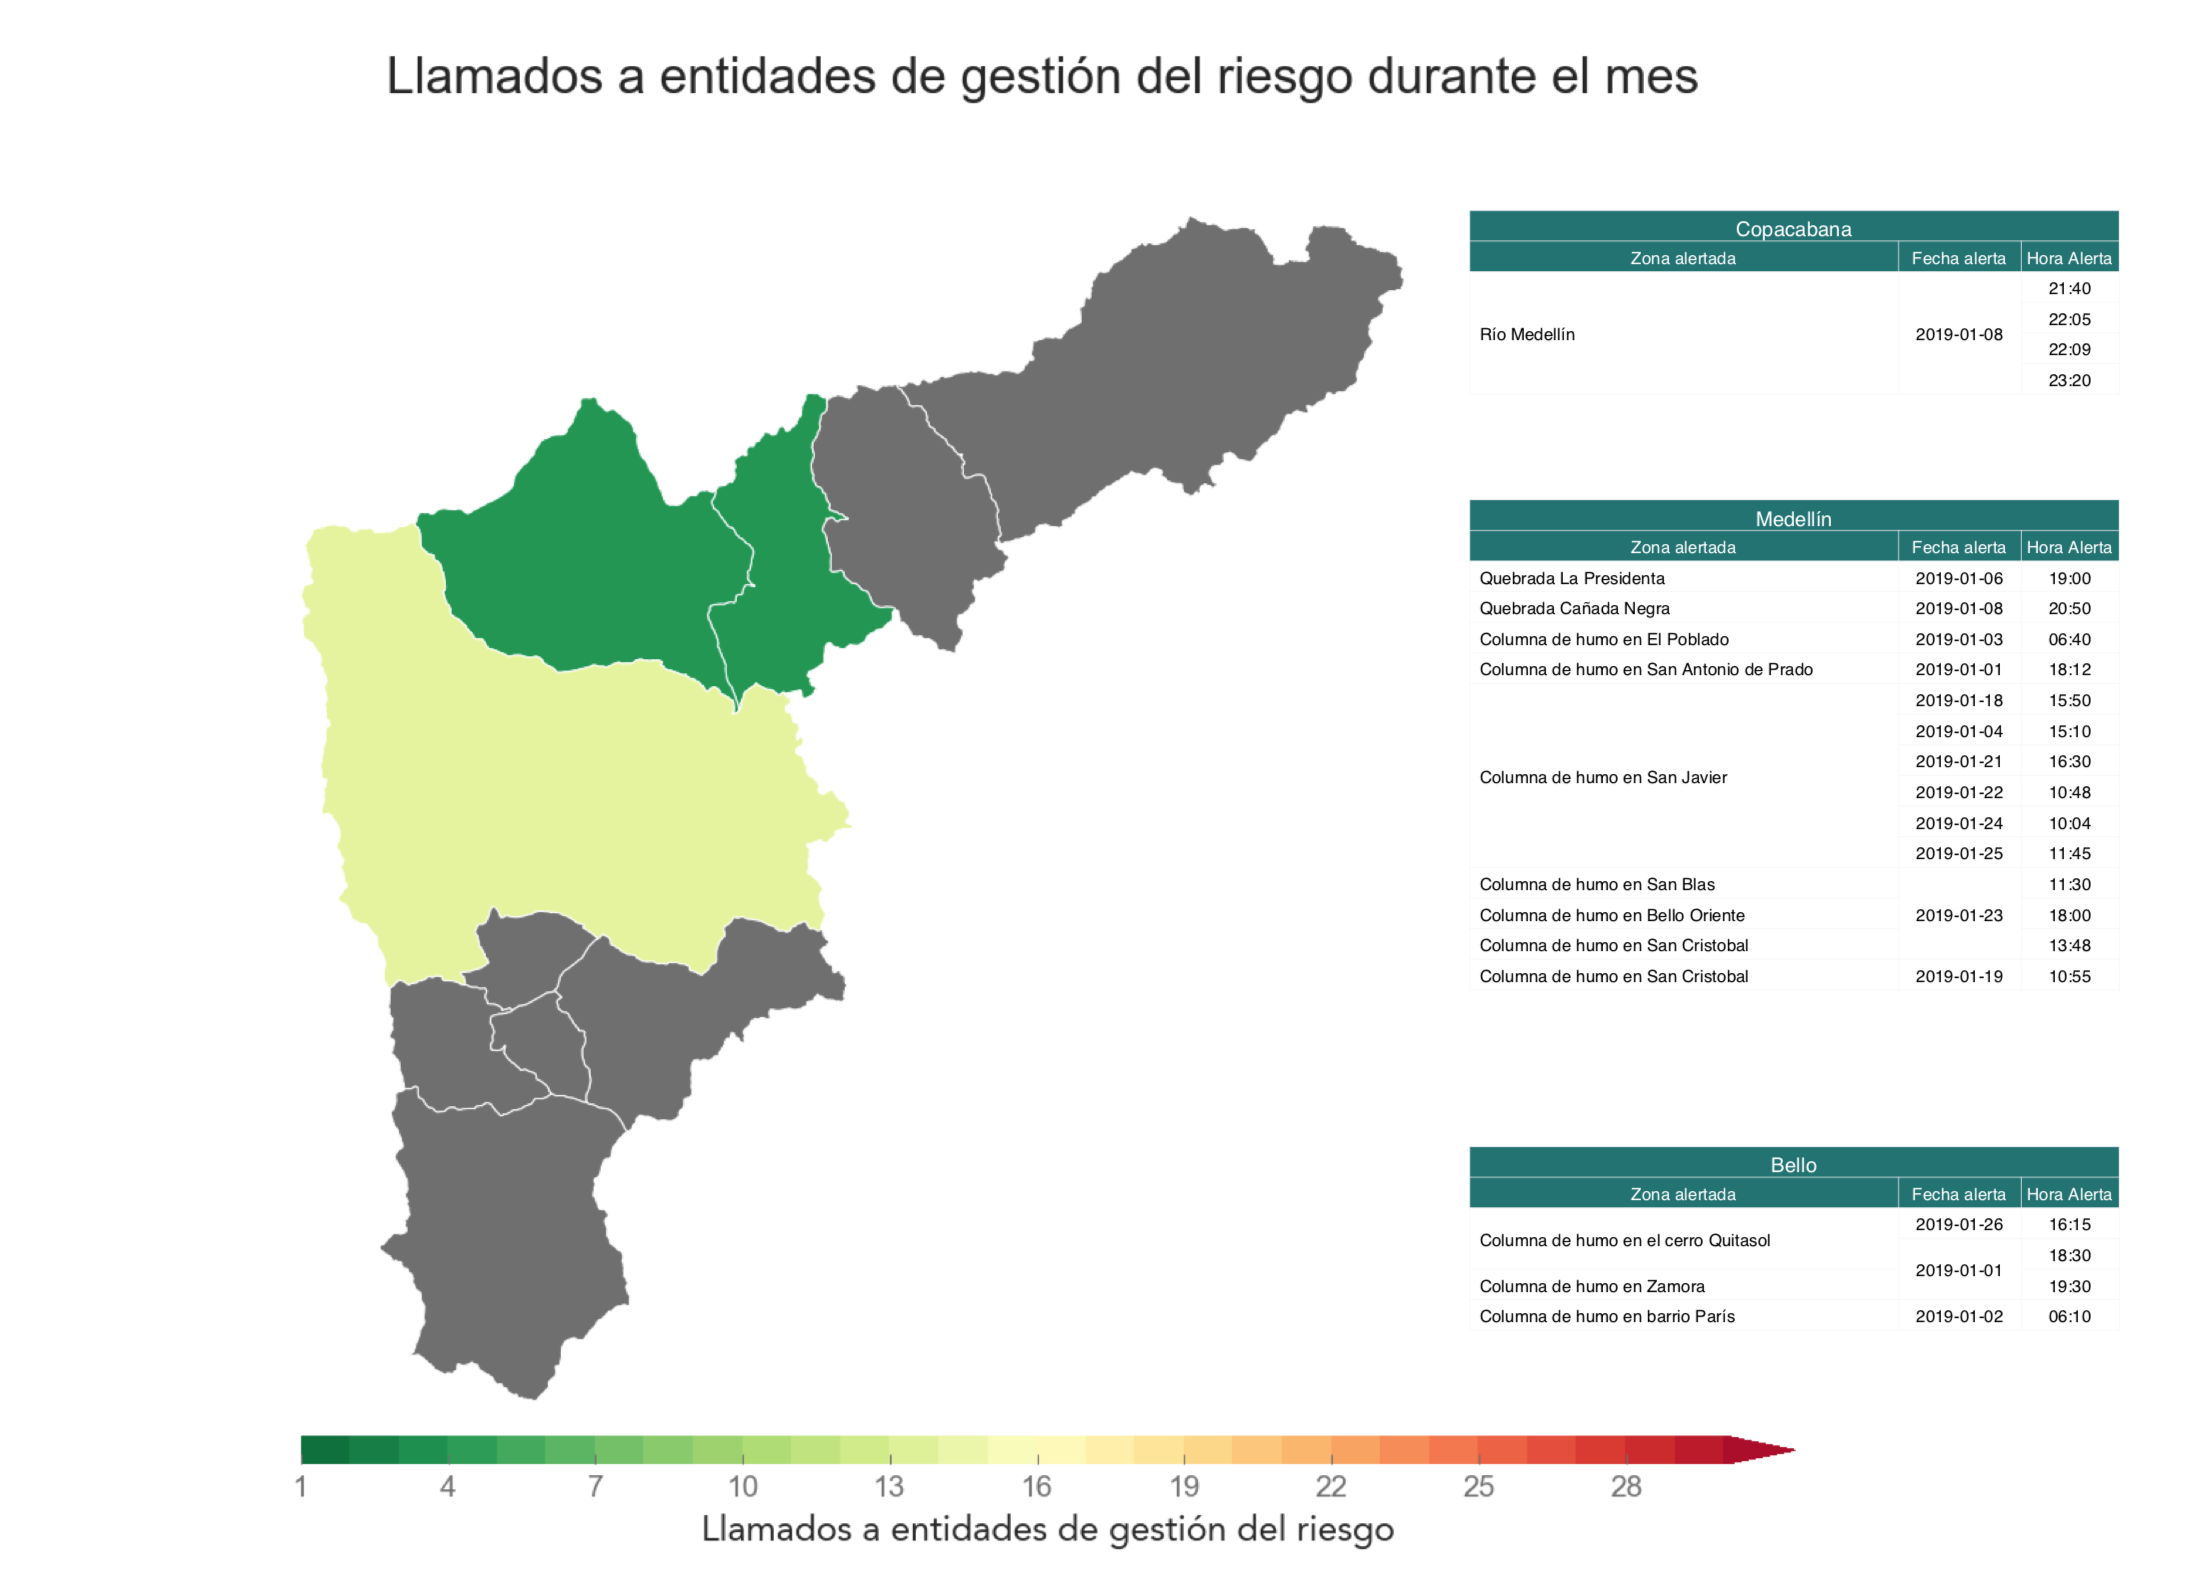 Llamados a entidades de gestión del riesgo durante el mes
Copacabana
Zona alertada Fecha alerta Hora Alerta
21:40
22:05
Río Medellín 2019-01-08
22:09
23:20
Medellín
Zona alertada Fecha alerta Hora Alerta
Quebrada La Presidenta 2019-01-06 19:00
Quebrada Cañada Negra 2019-01-08 20:50
Columna de humo en El Poblado 2019-01-03 06:40
Columna de humo en San Antonio de Prado 2019-01-01 18:12
2019-01-18 15:50
2019-01-04 15:10
2019-01-21 16:30
Columna de humo en San Javier
2019-01-22 10:48
2019-01-24 10:04
2019-01-25 11:45
Columna de humo en San Blas 11:30
Columna de humo en Bello Oriente 2019-01-23 18:00
Columna de humo en San Cristobal 13:48
Columna de humo en San Cristobal 2019-01-19 10:55
Bello
Zona alertada Fecha alerta Hora Alerta
2019-01-26 16:15
Columna de humo en el cerro Quitasol
18:30
2019-01-01
Columna de humo en Zamora 19:30
Columna de humo en barrio París 2019-01-02 06:10
1 4 7 10 13 16 19 22 25 28
Llamados a entidades de gestión del riesgo